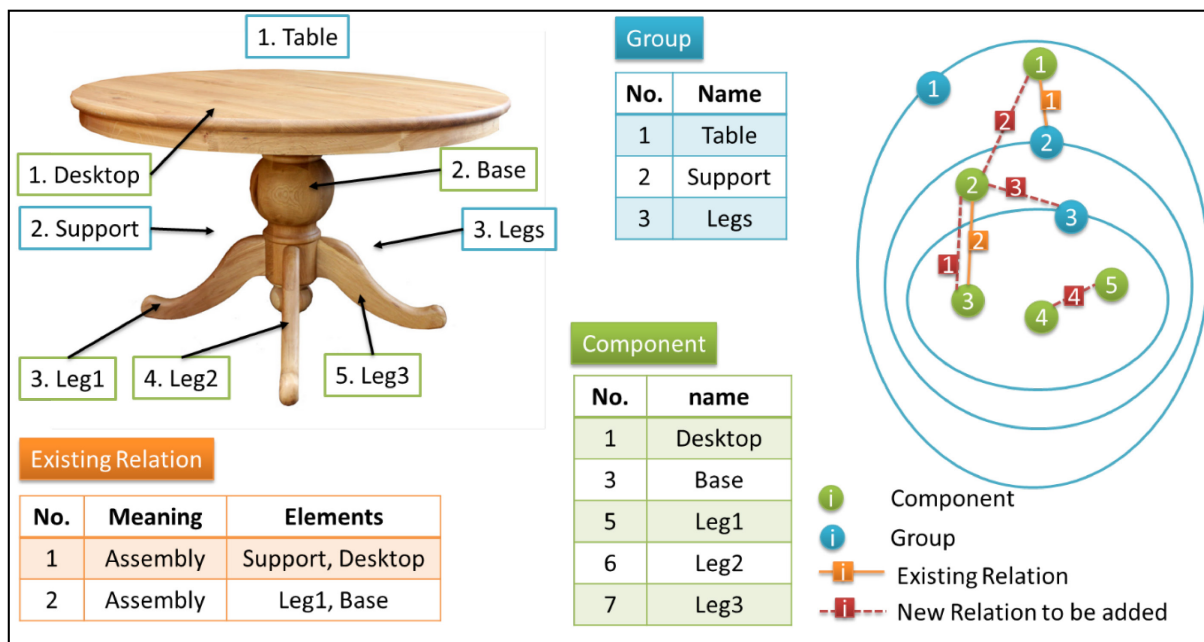 1. Table
1. Desktop
2. Base
2. Support
3. Legs
3. Leg1
4. Leg2
5. Leg3
Existing Relation
No. Meaning Elements
1 Assembly Support, Desktop
2 Assembly Leg1, Base
Group
No. Name
1 Table
2 Support
3 Legs
Component
No. name
1 Desktop
3 Base
5 Leg1
6 Leg2
7 Leg3
1
1
1
2
2
2
3
3
2
1
3
4
4
5
i Component
i Group
i Existing Relation
i New Relation to be added